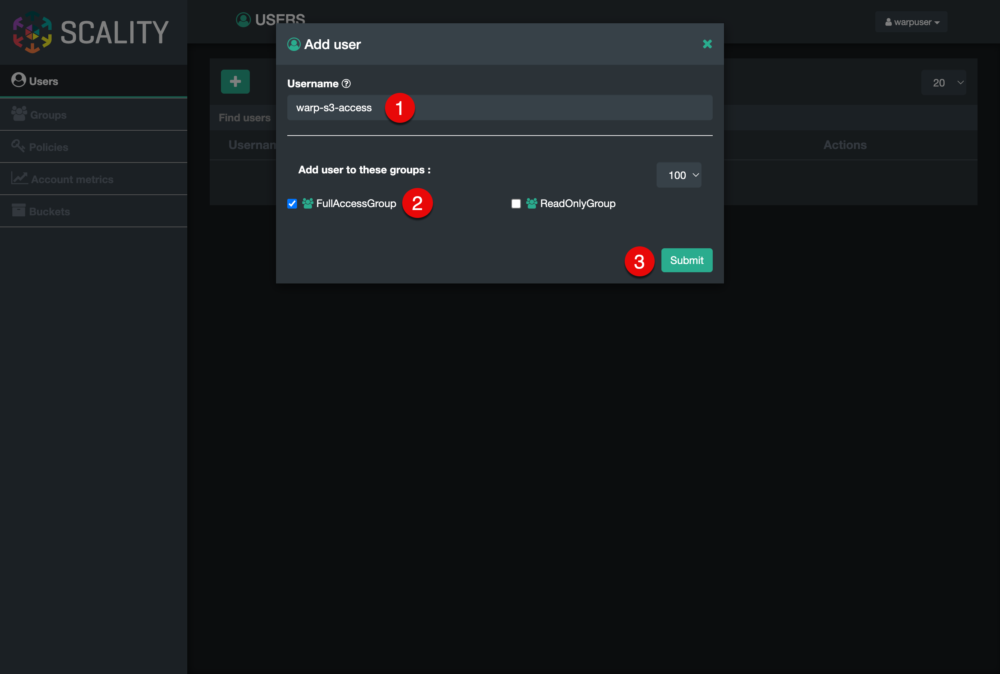 SCALITY
USERS
warpuser
Users
Groups
Policies
Account metrics
Buckets
20
Find users
Usernam
Actions
Add user
Username
warp-s3-access
1
Add user to these groups :
100
FullAccessGroup
2
ReadOnlyGroup
3
Submit